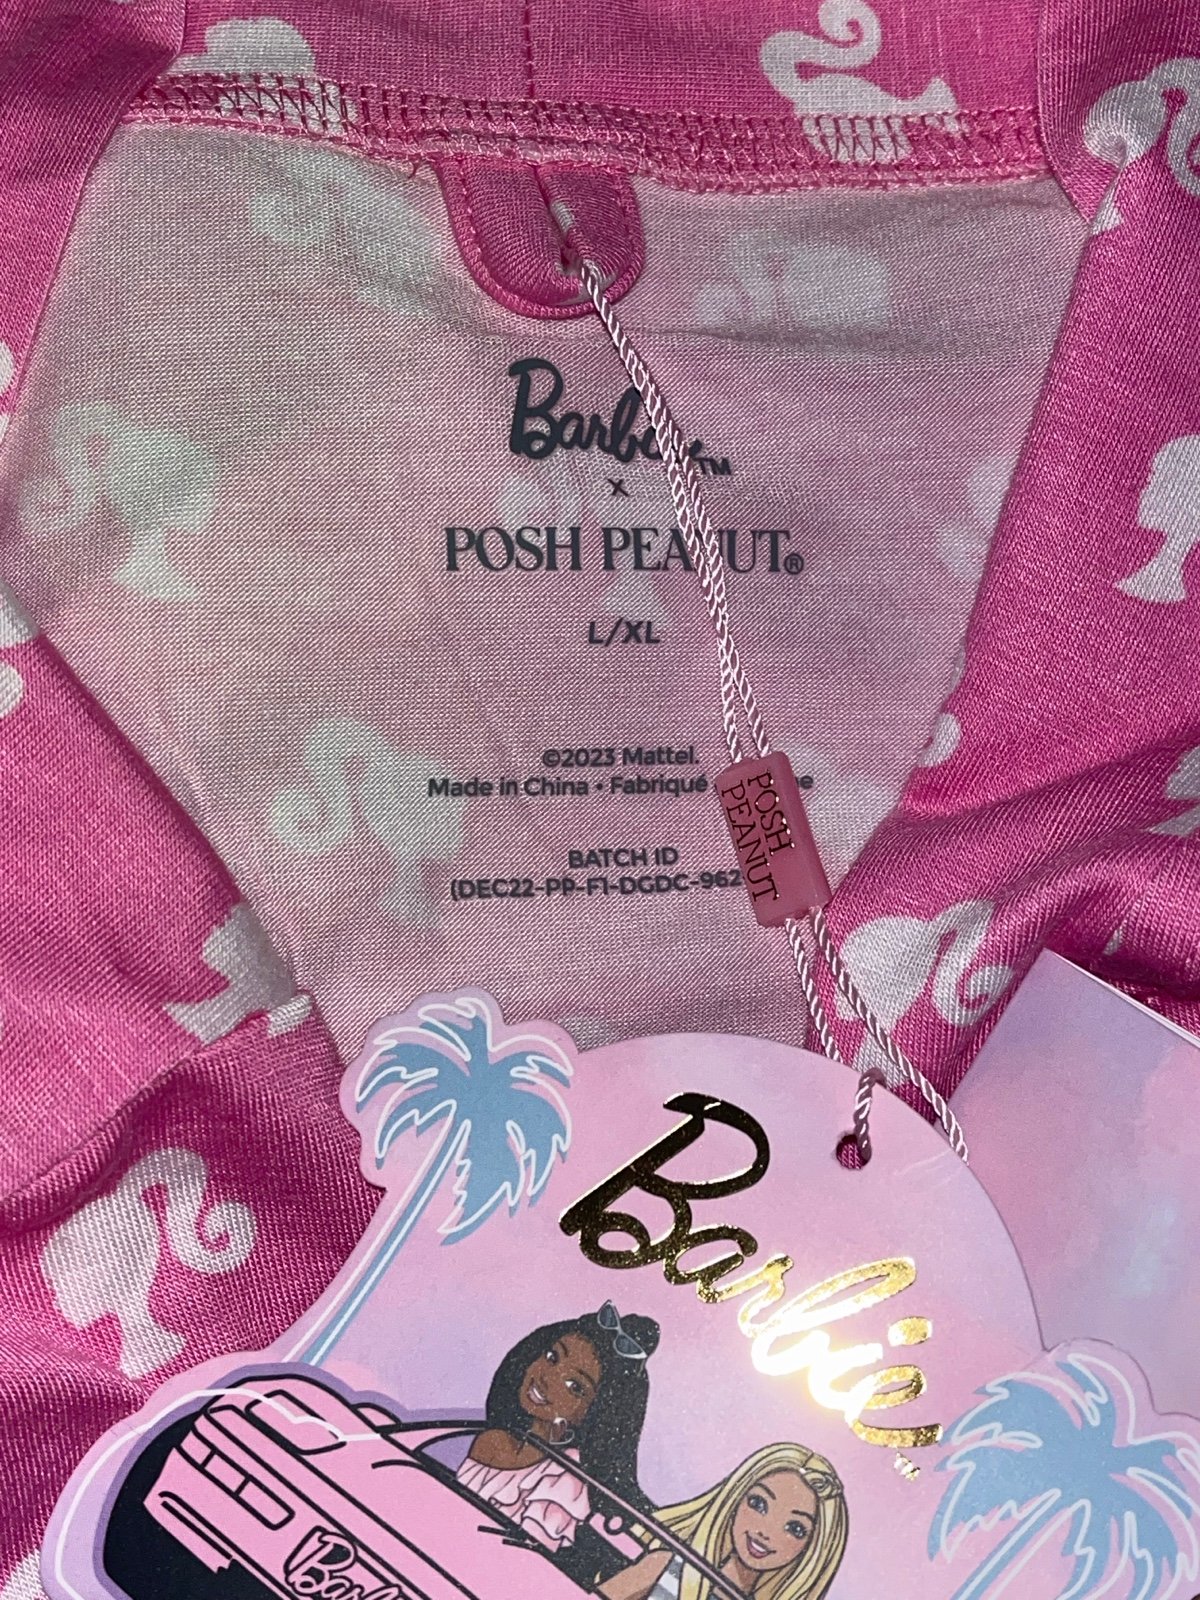 Barbie™
x
POSH PEANUT®
L/XL
©2023 Mattel.
Made in China • Fabriqué
BATCH ID
(DEC22-PP-F1-DGDC-962
POSH
PEANUT
Barbie™
Barbie